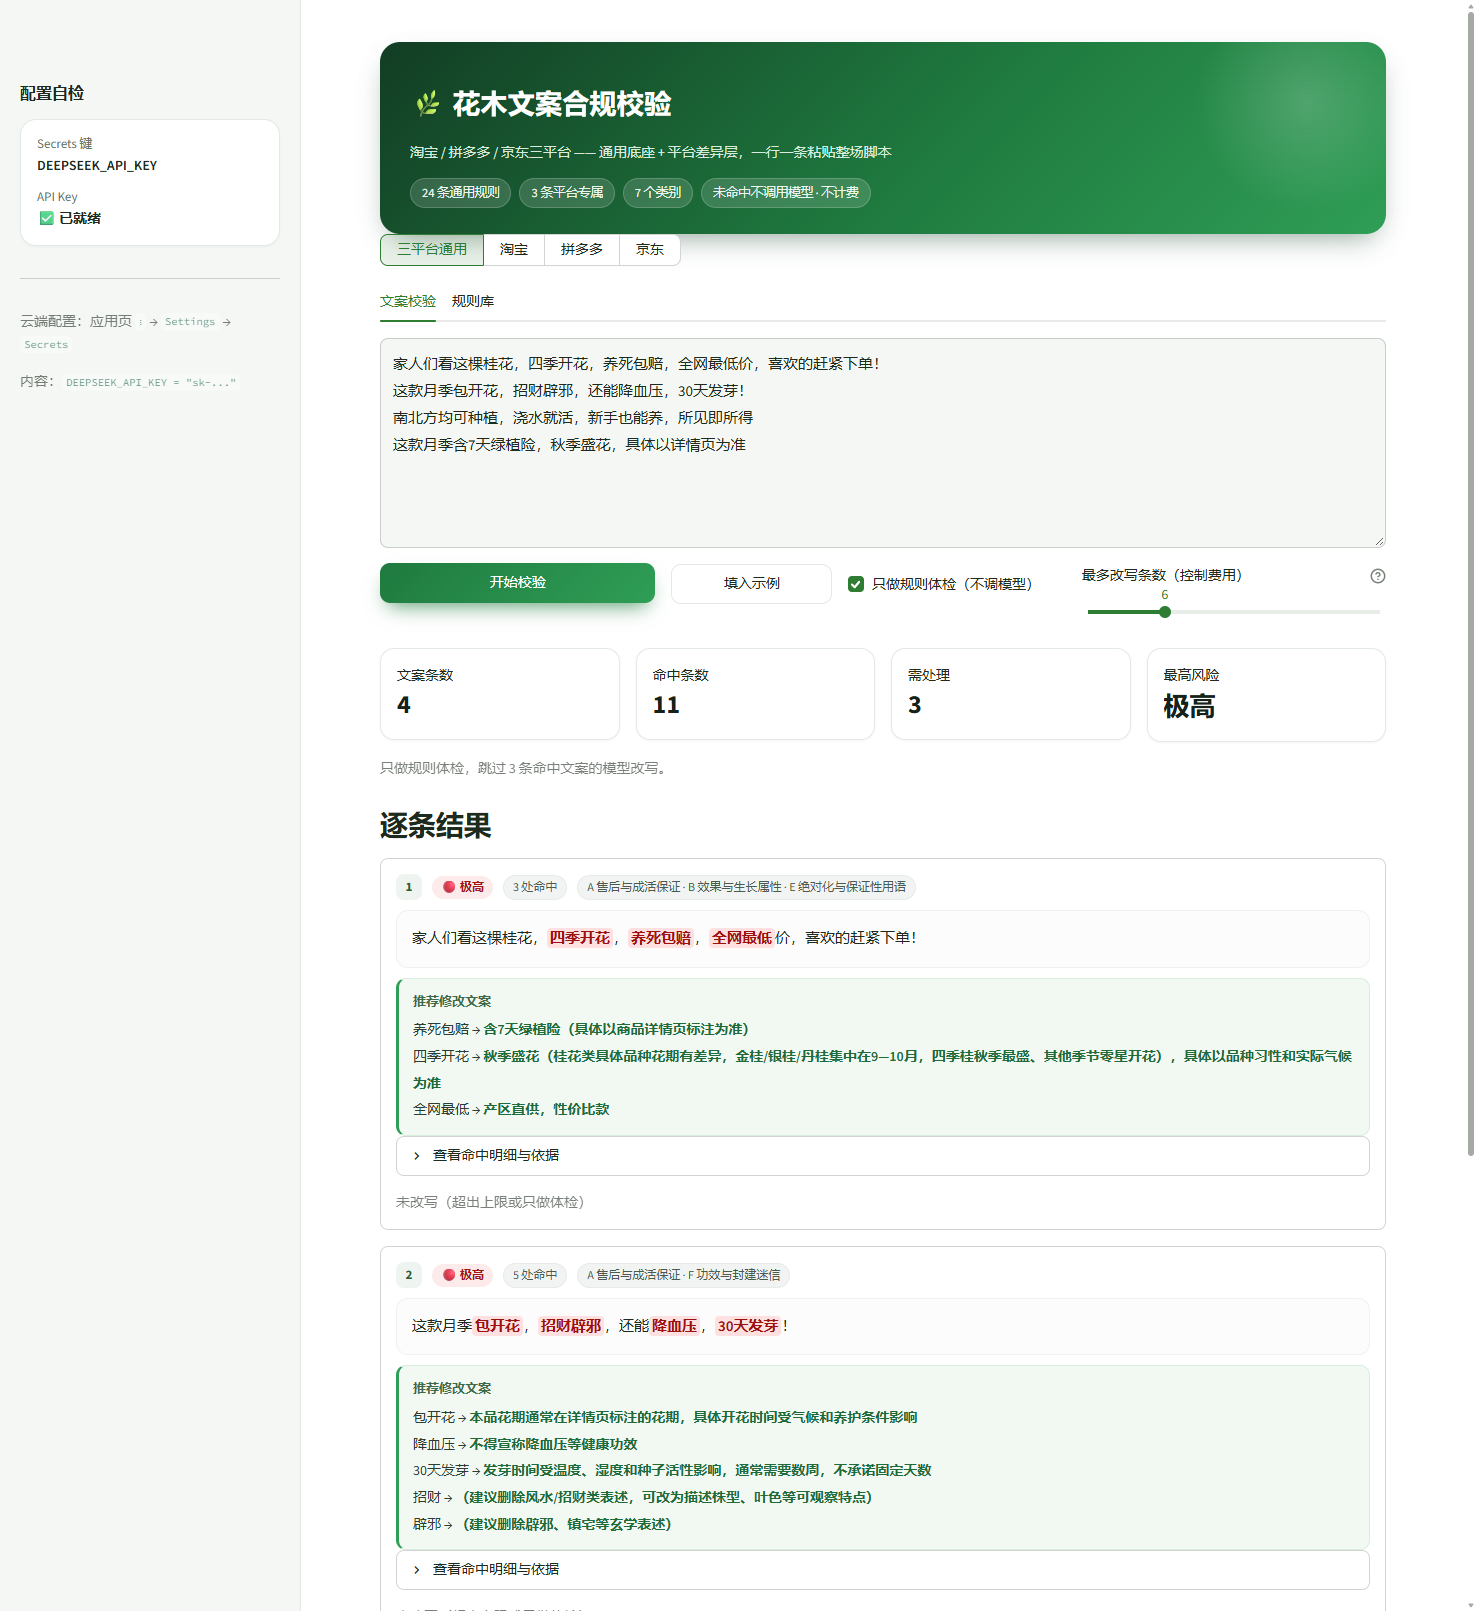 配置自检
Secrets 键
DEEPSEEK_API_KEY
API Key
✅ 已就绪
云端配置：应用页 ⋮ → Settings →
Secrets
内容： DEEPSEEK_API_KEY = "sk-..."
🌿 花木文案合规校验
淘宝 / 拼多多 / 京东三平台 —— 通用底座 + 平台差异层，一行一条粘贴整场脚本
24 条通用规则 3 条平台专属 7 个类别 未命中不调用模型 · 不计费
三平台通用 淘宝 拼多多 京东
文案校验 规则库
家人们看这棵桂花，四季开花，养死包赔，全网最低价，喜欢的赶紧下单！
这款月季包开花，招财辟邪，还能降血压，30天发芽！
南北方均可种植，浇水就活，新手也能养，所见即所得
这款月季含7天绿植险，秋季盛花，具体以详情页为准
开始校验 填入示例 只做规则体检（不调模型） 最多改写条数（控制费用）
6
文案条数 命中条数 需处理 最高风险
4 11 3 极高
只做规则体检，跳过 3 条命中文案的模型改写。
逐条结果
1 极高 3 处命中 A 售后与成活保证 · B 效果与生长属性 · E 绝对化与保证性用语
家人们看这棵桂花，四季开花，养死包赔，全网最低价，喜欢的赶紧下单！
推荐修改文案
养死包赔 → 含7天绿植险（具体以商品详情页标注为准）
四季开花 → 秋季盛花（桂花类具体品种花期有差异，金桂/银桂/丹桂集中在9—10月，四季桂秋季最盛、其他季节零星开花），具体以品种习性和实际气候
为准
全网最低 → 产区直供，性价比款
查看命中明细与依据
未改写（超出上限或只做体检）
2 极高 5 处命中 A 售后与成活保证 · F 功效与封建迷信
这款月季包开花，招财辟邪，还能降血压，30天发芽！
推荐修改文案
包开花 → 本品花期通常在详情页标注的花期，具体开花时间受气候和养护条件影响
降血压 → 不得宣称降血压等健康功效
30天发芽 → 发芽时间受温度、湿度和种子活性影响，通常需要数周，不承诺固定天数
招财 → （建议删除风水/招财类表述，可改为描述株型、叶色等可观察特点）
辟邪 → （建议删除辟邪、镇宅等玄学表述）
查看命中明细与依据